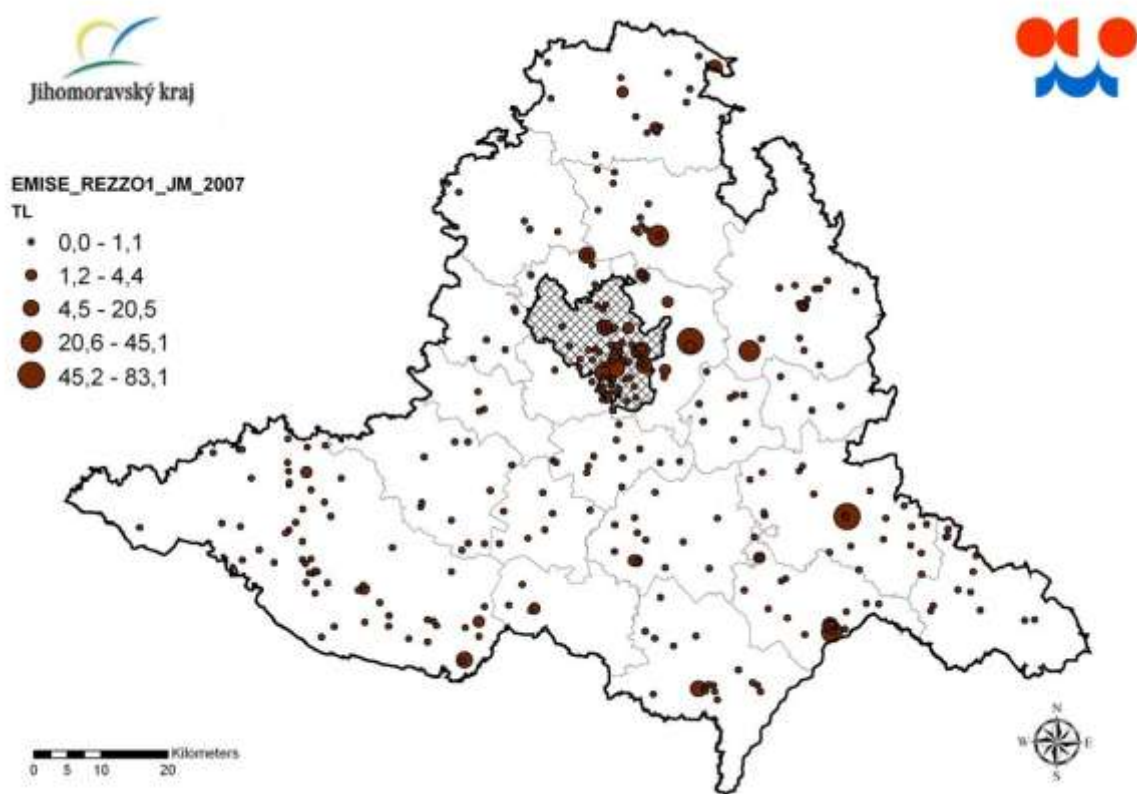 Jihomoravský kraj
EMISE_REZZO1_JM_2007
TL
0,0 - 1,1
1,2 - 4,4
4,5 - 20,5
20,6 - 45,1
45,2 - 83,1
Kilometers
0 5 10 20
N
W E
S